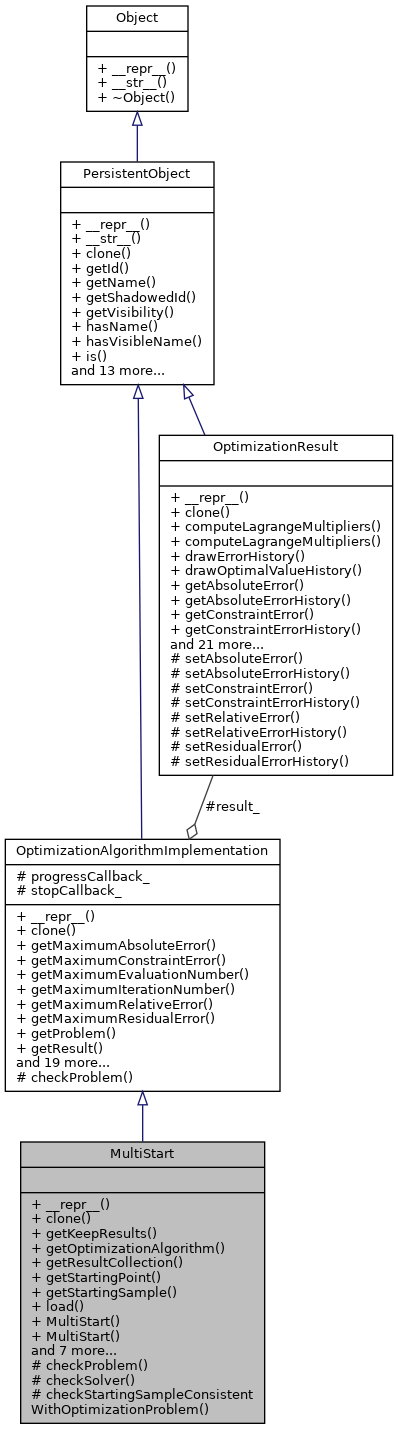 Object
+ __repr__()
+ __str__()
+ ~Object()
PersistentObject
+ __repr__()
+ __str__()
+ clone()
+ getId()
+ getName()
+ getShadowedId()
+ getVisibility()
+ hasName()
+ hasVisibleName()
+ is()
and 13 more...
OptimizationResult
+ __repr__()
+ clone()
+ computeLagrangeMultipliers()
+ computeLagrangeMultipliers()
+ drawErrorHistory()
+ drawOptimalValueHistory()
+ getAbsoluteError()
+ getAbsoluteErrorHistory()
+ getConstraintError()
+ getConstraintErrorHistory()
and 21 more...
# setAbsoluteError()
# setAbsoluteErrorHistory()
# setConstraintError()
# setConstraintErrorHistory()
# setRelativeError()
# setRelativeErrorHistory()
# setResidualError()
# setResidualErrorHistory()
#result_
OptimizationAlgorithmImplementation
# progressCallback_
# stopCallback_
+ __repr__()
+ clone()
+ getMaximumAbsoluteError()
+ getMaximumConstraintError()
+ getMaximumEvaluationNumber()
+ getMaximumIterationNumber()
+ getMaximumRelativeError()
+ getMaximumResidualError()
+ getProblem()
+ getResult()
and 19 more...
# checkProblem()
MultiStart
+ __repr__()
+ clone()
+ getKeepResults()
+ getOptimizationAlgorithm()
+ getResultCollection()
+ getStartingPoint()
+ getStartingSample()
+ load()
+ MultiStart()
+ MultiStart()
and 7 more...
# checkProblem()
# checkSolver()
# checkStartingSampleConsistent
WithOptimizationProblem()